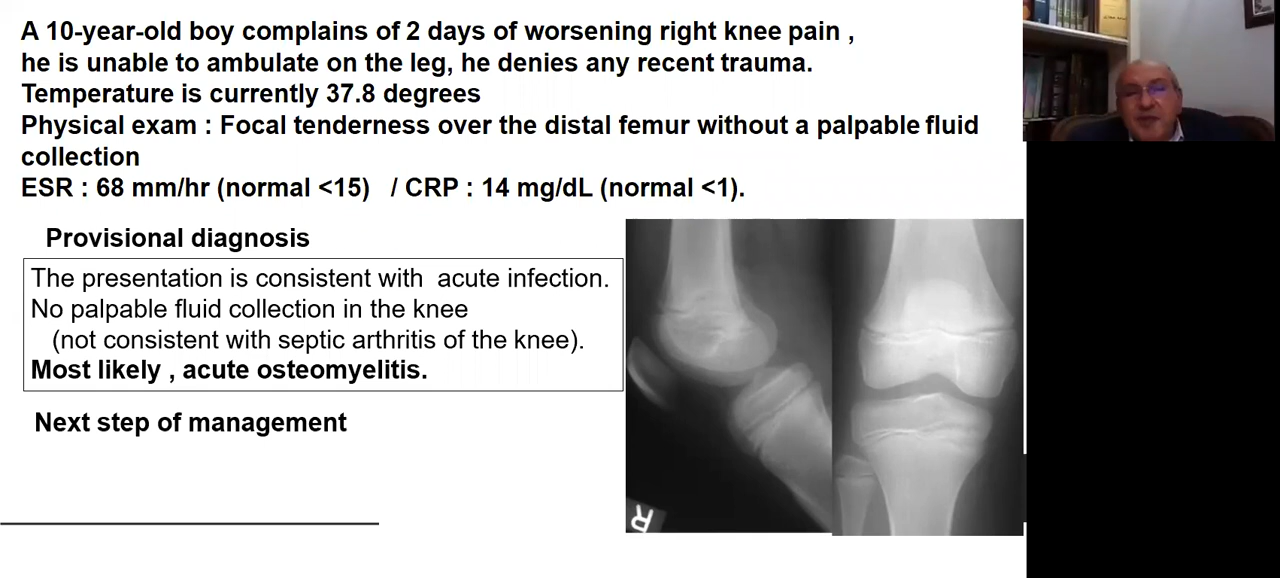 A 10-year-old boy complains of 2 days of worsening right knee pain ,
he is unable to ambulate on the leg, he denies any recent trauma.
Temperature is currently 37.8 degrees
Physical exam : Focal tenderness over the distal femur without a palpable fluid
collection
ESR : 68 mm/hr (normal <15) / CRP : 14 mg/dL (normal <1).
Provisional diagnosis
The presentation is consistent with acute infection.
No palpable fluid collection in the knee
(not consistent with septic arthritis of the knee).
Most likely , acute osteomyelitis.
Next step of management
R